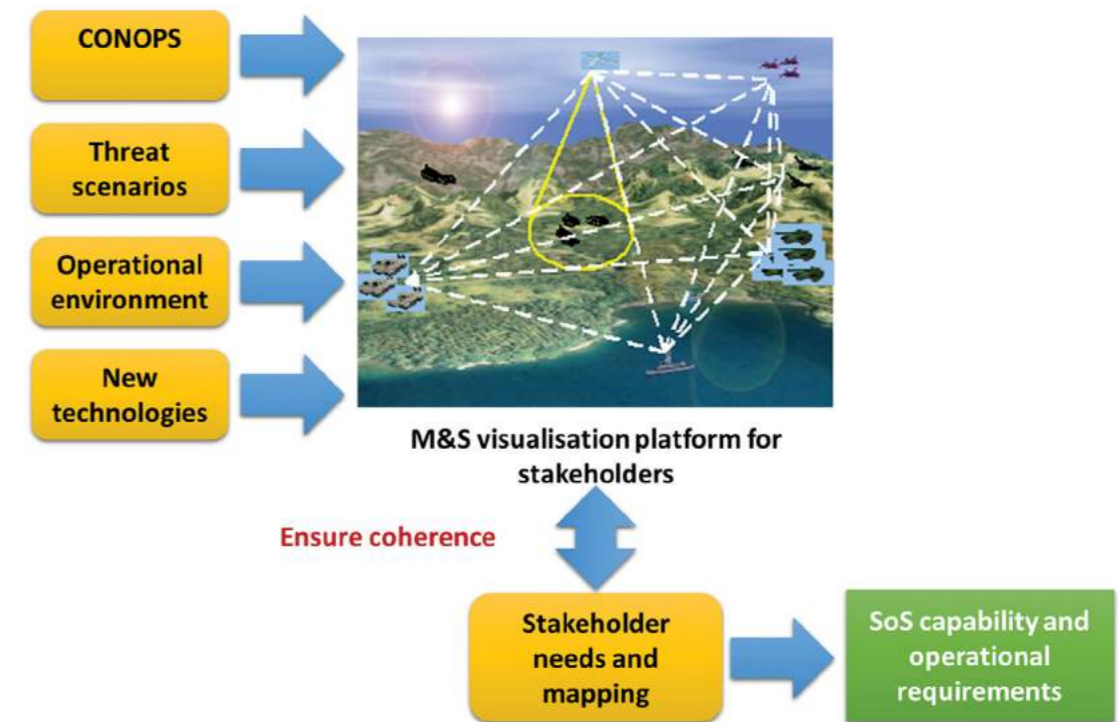 CONOPS
Threat
scenarios
Operational
environment
New
technologies
M&S visualisation platform for
stakeholders
Ensure coherence
Stakeholder
needs and
mapping
SoS capability and
operational
requirements